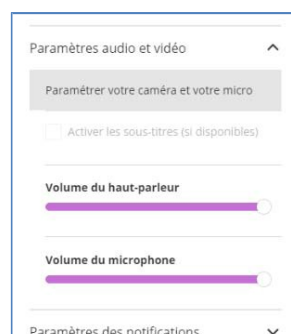 Paramètres audio et vidéo
Paramétrer votre caméra et votre micro
Activer les sous-titres (si disponibles)
Volume du haut-parleur
Volume du microphone
Paramètres des notifications